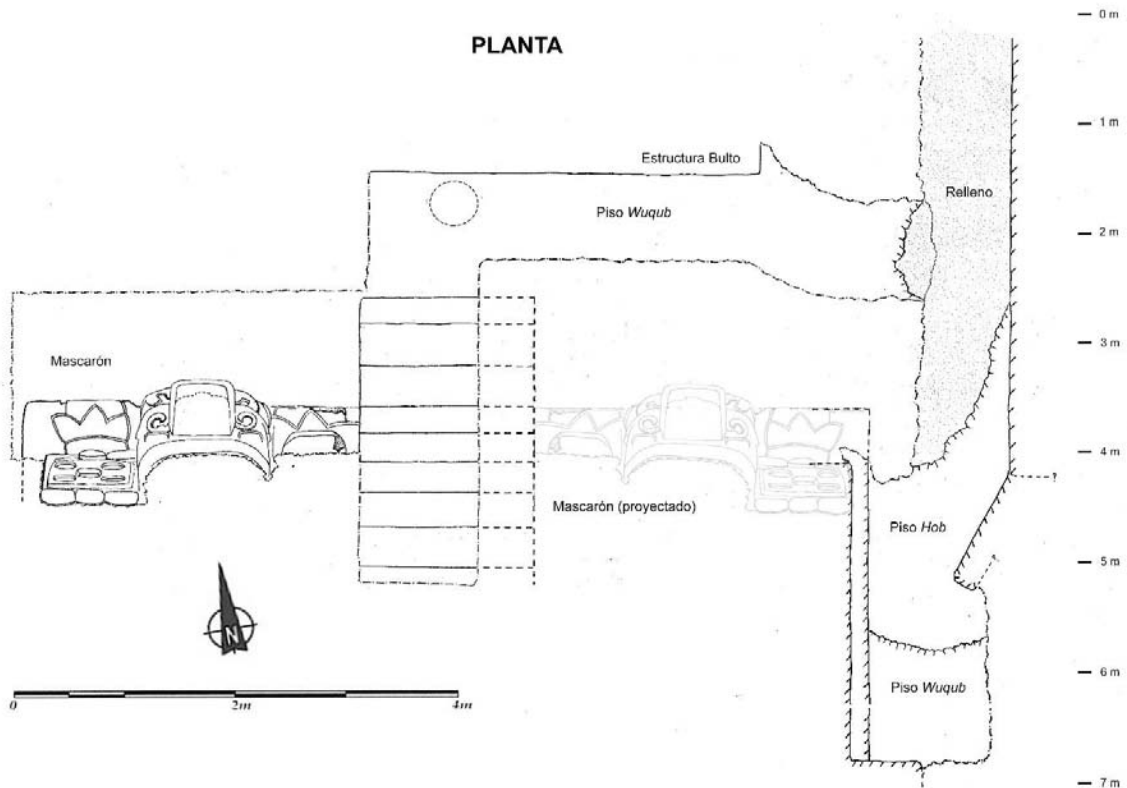 PLANTA
0 m
1 m
Estructura Bulto
Piso Wuqub
Relleno
2 m
3 m
Mascarón
4 m
Mascarón (proyectado)
?
Piso Hob
5 m
N
6 m
Piso Wuqub
0
2m
4m
7 m